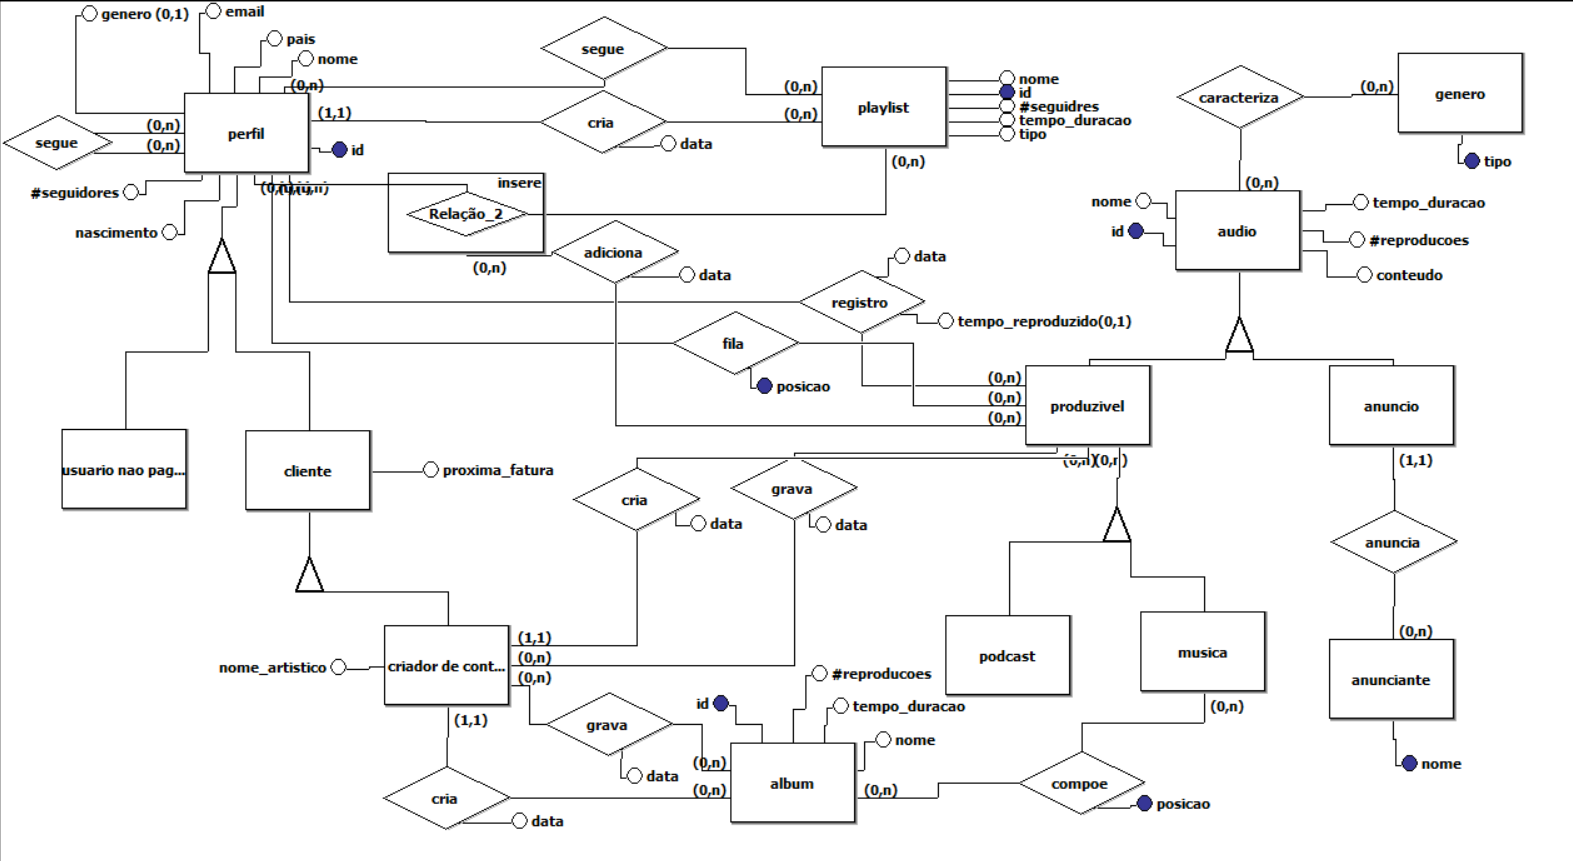 genero (0,1)
email
pais
nome
(0,n)
segue
(0,n)
nome
id
#seguidres
tempo_duracao
tipo
playlist
caracteriza
(0,n)
genero
tipo
segue
(0,n)
(0,n)
perfil
(1,1)
cria
(0,n)
data
id
(0,n)
#seguidores
nascimento
insere
Relação_2
(0,n)
adiciona
data
(0,n)
nome
id
audio
tempo_duracao
#reproducoes
conteudo
data
registro
tempo_reproduzido(0,1)
fila
posicao
(0,n)
(0,n)
(0,n)
produzivel
anuncio
usuario nao pag...
cliente
proxima_fatura
(0,n)
(0,n)
(1,1)
cria
data
grava
data
anuncia
(1,1)
(0,n)
(0,n)
nome_artistico
criador de cont...
podcast
musica
(0,n)
anunciante
nome
(1,1)
grava
data
id
#reproducoes
tempo_duracao
nome
(0,n)
(0,n)
album
(0,n)
(0,n)
compoe
posicao
cria
data